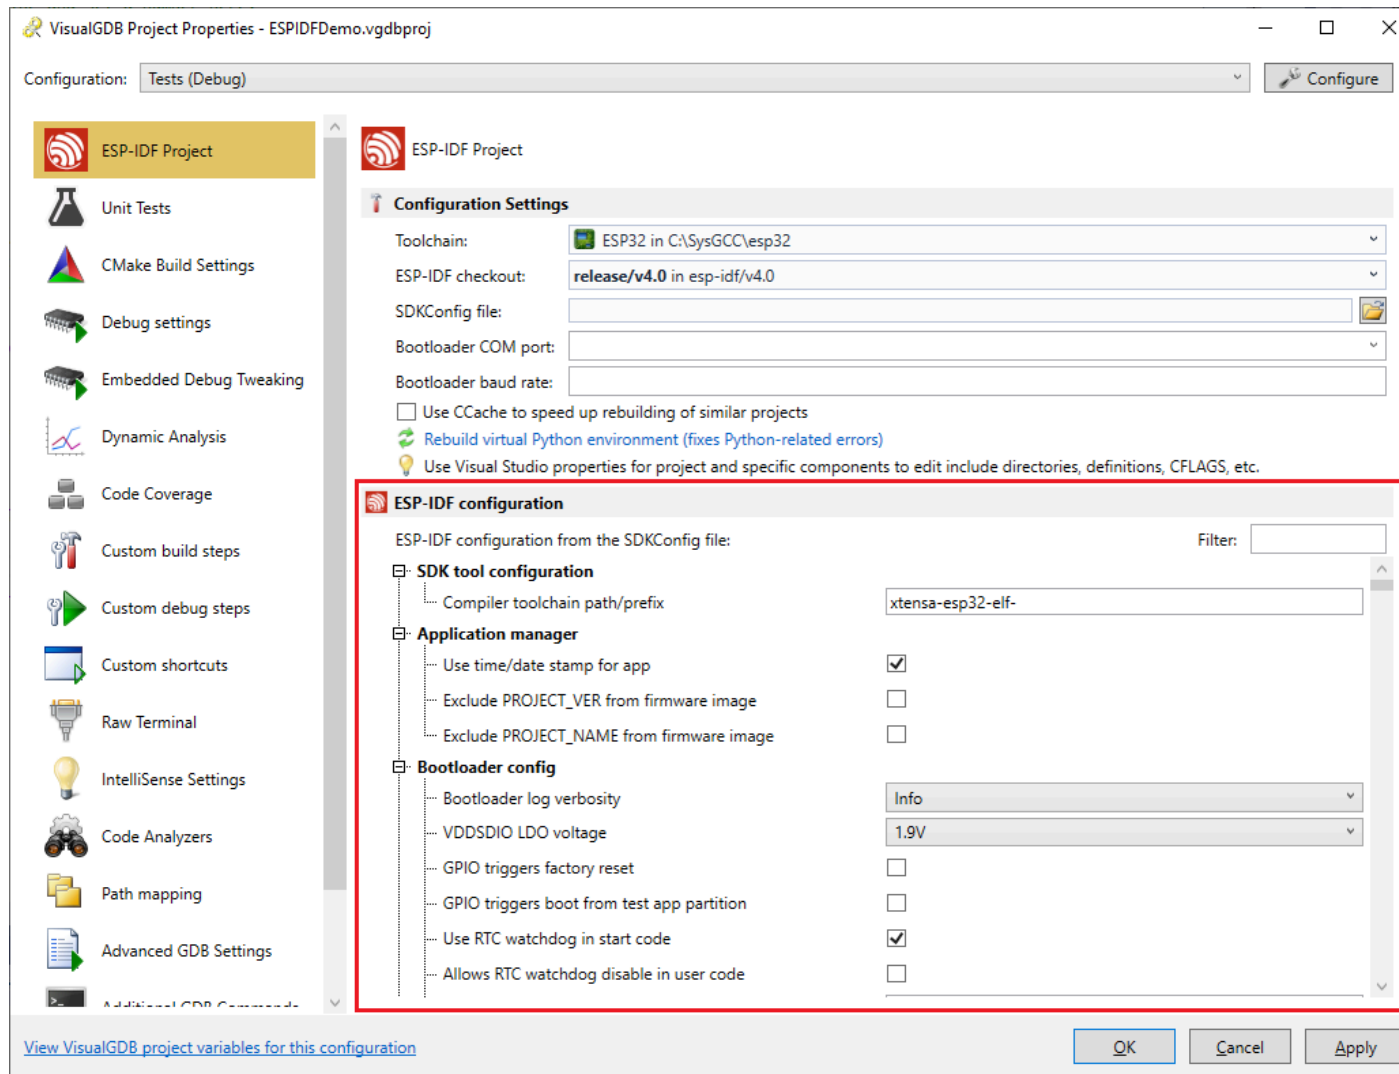 VisualGDB Project Properties - ESPIDFDemo.vgdbproj
Configuration: Tests (Debug) Configure
ESP-IDF Project
Unit Tests
CMake Build Settings
Debug settings
Embedded Debug Tweaking
Dynamic Analysis
Code Coverage
Custom build steps
Custom debug steps
Custom shortcuts
Raw Terminal
IntelliSense Settings
Code Analyzers
Path mapping
Advanced GDB Settings
Additional GDB Commands
ESP-IDF Project
Configuration Settings
Toolchain: ESP32 in C:\SysGCC\esp32
ESP-IDF checkout: release/v4.0 in esp-idf/v4.0
SDKConfig file:
Bootloader COM port:
Bootloader baud rate:
Use CCache to speed up rebuilding of similar projects
Rebuild virtual Python environment (fixes Python-related errors)
Use Visual Studio properties for project and specific components to edit include directories, definitions, CFLAGS, etc.
ESP-IDF configuration
ESP-IDF configuration from the SDKConfig file: Filter:
SDK tool configuration
Compiler toolchain path/prefix xtensa-esp32-elf-
Application manager
Use time/date stamp for app
Exclude PROJECT_VER from firmware image
Exclude PROJECT_NAME from firmware image
Bootloader config
Bootloader log verbosity Info
VDDSDIO LDO voltage 1.9V
GPIO triggers factory reset
GPIO triggers boot from test app partition
Use RTC watchdog in start code
Allows RTC watchdog disable in user code
View VisualGDB project variables for this configuration
OK Cancel Apply